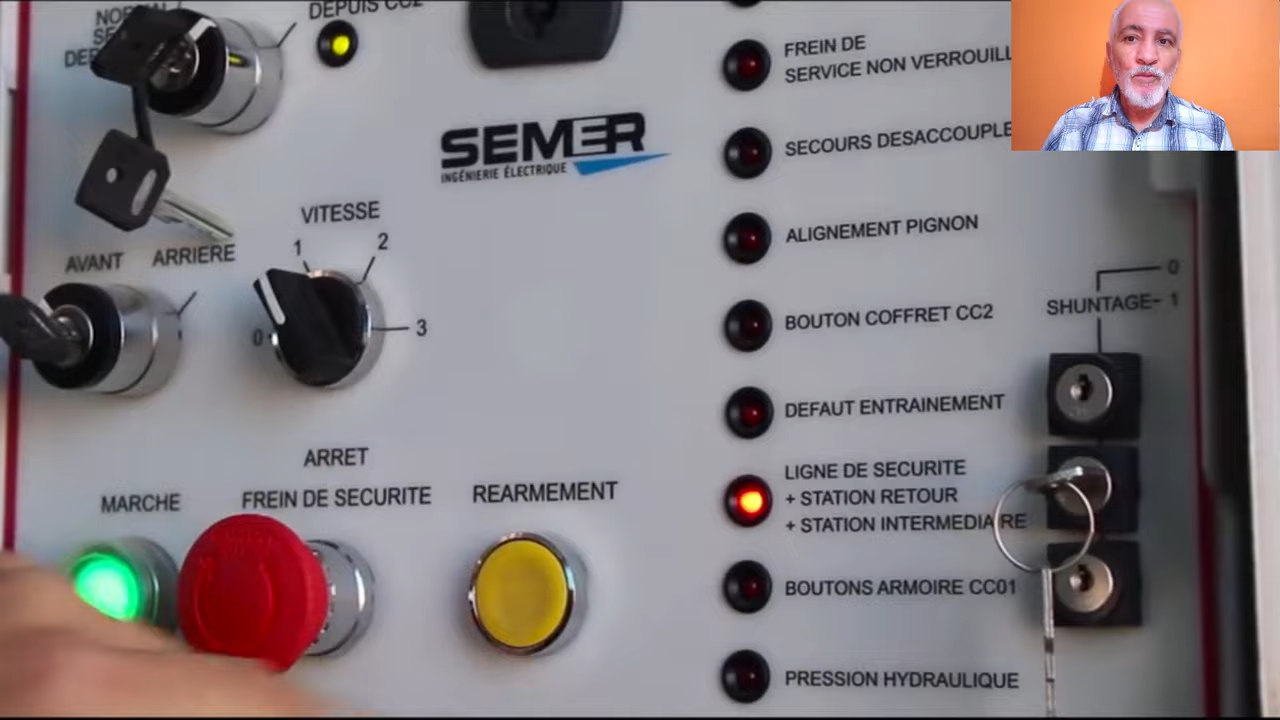 DEPUIS CC2
SEMER
INGÉNIERIE ÉLECTRIQUE
VITESSE
1
2
0
3
AVANT ARRIERE
ARRET
MARCHE
FREIN DE SECURITE
REARMEMENT
FREIN DE
SERVICE NON
SECOURS DESACCOUPLE
ALIGNEMENT PIGNON
BOUTON COFFRET CC2
DEFAUT ENTRAINEMENT
LIGNE DE SECURITE
+ STATION RETOUR
+ STATION INTERMEDIAIRE
BOUTONS ARMOIRE CC01
PRESSION HYDRAULIQUE
0
SHUNTAGE 1